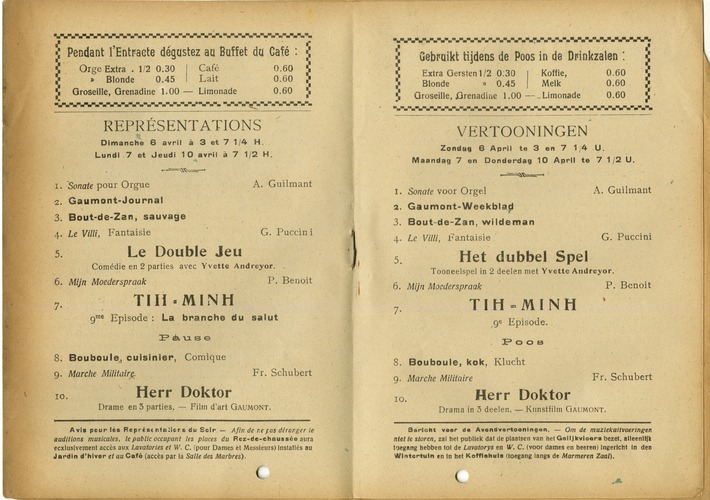 Pendant l'Entracte dégustez au Buffet du Café :
Orge Extra . 1/2 0.30 Café 0.60
» Blonde 0.45 Lait 0.60
Groseille, Grenadine 1.00 — Limonade 0.60
REPRÉSENTATIONS
Dimanche 6 avril à 3 et 7 1/4 H.
Lundi 7 et Jeudi 10 avril à 7 1/2 H.
1. Sonate pour Orgue A. Guilmant
2. Gaumont-Journal
3. Bout-de-Zan, sauvage
4. Le Villi, Fantaisie G. Puccini
5. Le Double Jeu
Comédie en 2 parties avec Yvette Andreyor.
6. Mijn Moederspraak P. Benoit
7. TIH-MINH
9me Episode : La branche du salut
Pause
8. Bouboule, cuisinier, Comique
9. Marche Militaire Fr. Schubert
10. Herr Doktor
Drame en 3 parties. — Film d'art GAUMONT.
Avis pour les Représentations du Soir. — Afin de ne pas déranger le
auditions musicales, le public occupant les places du Rez-de-chaussée aura
exclusivement accès aux Lavatories et W. C. (pour Dames et Messieurs) installés au
Jardin d'hiver et au Café (accès par la Salle des Marbres).
Gebruikt tijdens de Poos in de Drinkzalen :
Extra Gersten 1/2 0.30 Koffie, 0.60
Blonde » 0.45 Melk 0.60
Groseille, Grenadine 1.00 — Limonade 0.60
VERTOONINGEN
Zondag 6 April te 3 en 7 1/4 U.
Maandag 7 en Donderdag 10 April te 7 1/2 U.
1. Sonate voor Orgel A. Guilmant
2. Gaumont-Weekblad
3. Bout-de-Zan, wildeman
4. Le Villi, Fantaisie G. Puccini
5. Het dubbel Spel
Tooneelspel in 2 deelen met Yvette Andreyor.
6. Mijn Moederspraak P. Benoit
7. TIH-MINH
9e Episode.
Poos
8. Bouboule, kok, Klucht
9. Marche Militaire Fr. Schubert
10. Herr Doktor
Drama in 3 deelen. — Kunstfilm GAUMONT.
Bericht voor de Avondvertooningen. — Om de muziekuitvoeringen
niet te storen, zal het publiek dat de plaatsen van het Gelijkvloers bezet, alleenlijk
toegang hebben tot de Lavatorys en W. C. (voor dames en heeren) ingericht in den
Wintertuin en in het Koffiehuis (toegang langs de Marmeren Zaal).